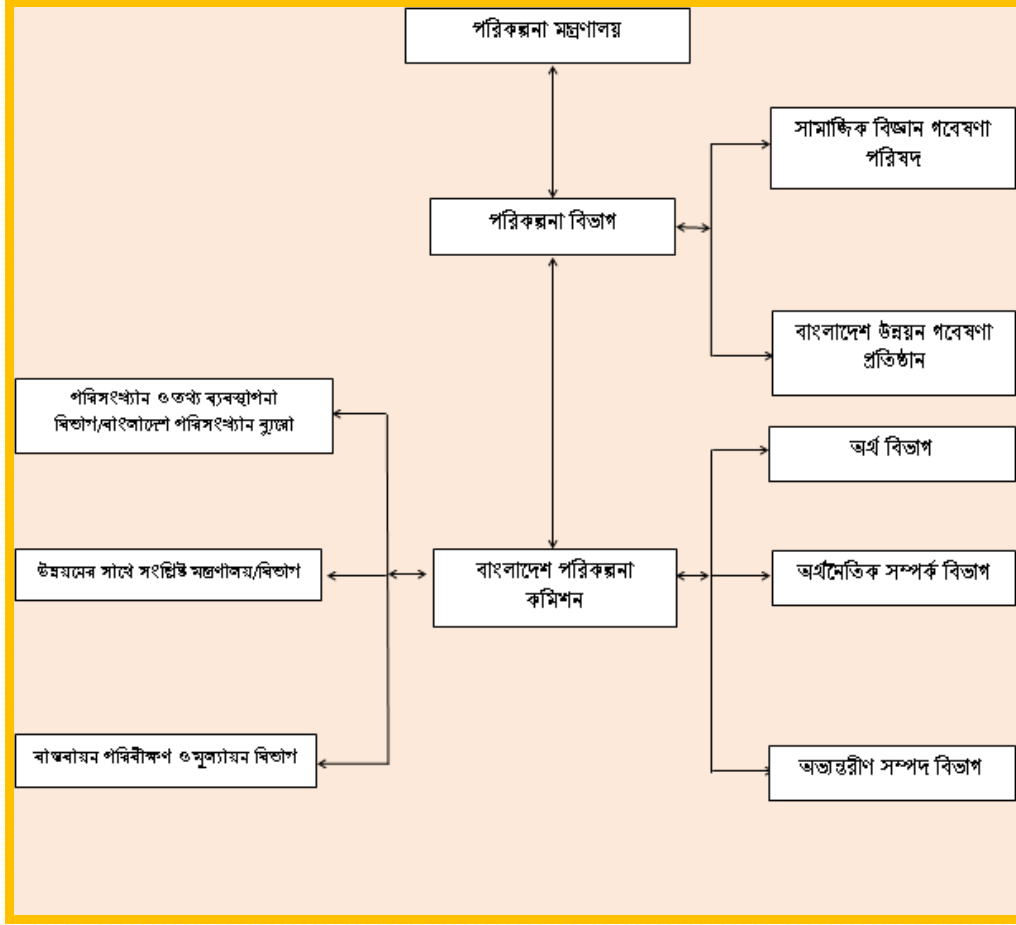 পরিকল্পনা মন্ত্রণালয়
সামাজিক বিজ্ঞান গবেষণা
পরিষদ
পরিকল্পনা বিভাগ
বাংলাদেশ উন্নয়ন গবেষণা
প্রতিষ্ঠান
পরিসংখ্যান ও তথ্য ব্যবস্থাপনা
বিভাগ/বাংলাদেশ পরিসংখ্যান ব্যুরো
অর্থ বিভাগ
উন্নয়নের সাথে সংশ্লিষ্ট মন্ত্রণালয়/বিভাগ
বাংলাদেশ পরিকল্পনা
কমিশন
অর্থনৈতিক সম্পর্ক বিভাগ
বাস্তবায়ন পরিবীক্ষণ ও মূল্যায়ন বিভাগ
অভ্যন্তরীণ সম্পদ বিভাগ